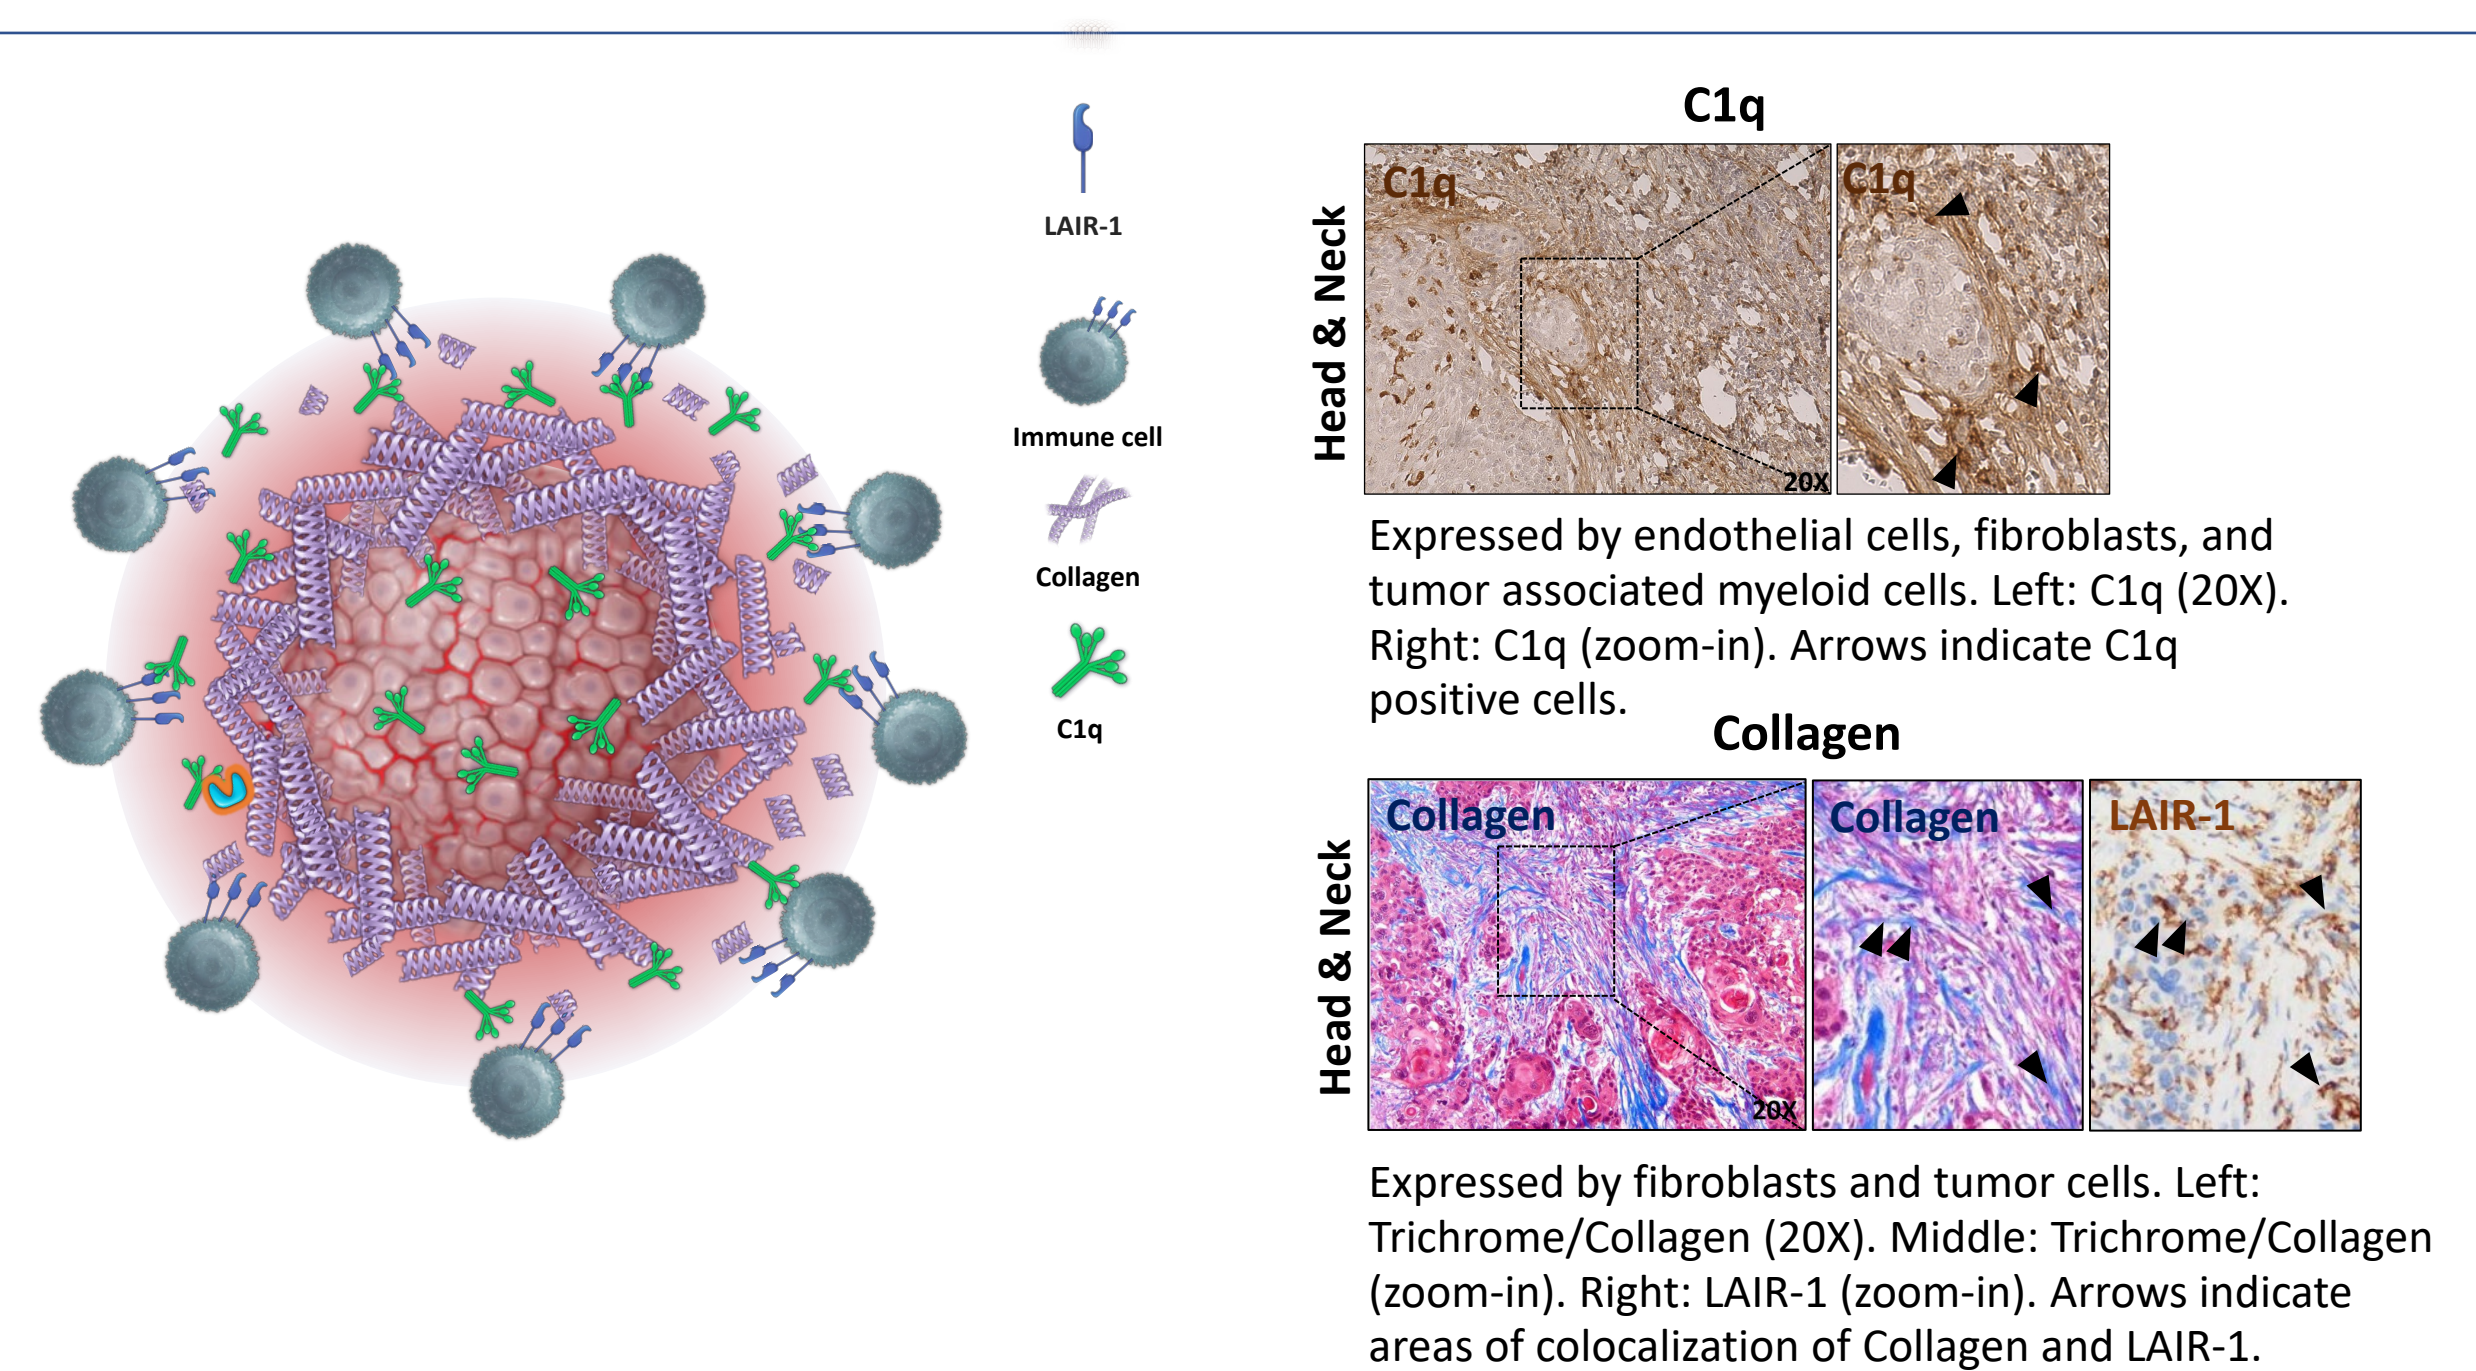 LAIR-1
Immune cell
Collagen
C1q
C1q
Head & Neck
C1q
20X
C1q
Expressed by endothelial cells, fibroblasts, and
tumor associated myeloid cells. Left: C1q (20X).
Right: C1q (zoom-in). Arrows indicate C1q
positive cells.
Collagen
Head & Neck
Collagen
20X
Collagen
LAIR-1
Expressed by fibroblasts and tumor cells. Left:
Trichrome/Collagen (20X). Middle: Trichrome/Collagen
(zoom-in). Right: LAIR-1 (zoom-in). Arrows indicate
areas of colocalization of Collagen and LAIR-1.